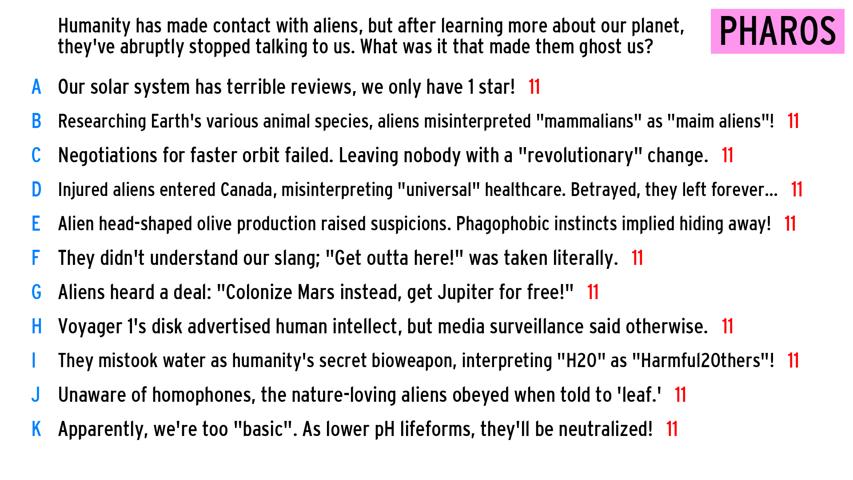 Humanity has made contact with aliens, but after learning more about our planet,
they've abruptly stopped talking to us. What was it that made them ghost us?
PHAROS
A Our solar system has terrible reviews, we only have 1 star! 11
B Researching Earth's various animal species, aliens misinterpreted "mammalians" as "maim aliens"! 11
C Negotiations for faster orbit failed. Leaving nobody with a "revolutionary" change. 11
D Injured aliens entered Canada, misinterpreting "universal" healthcare. Betrayed, they left forever... 11
E Alien head-shaped olive production raised suspicions. Phagophobic instincts implied hiding away! 11
F They didn't understand our slang; "Get outta here!" was taken literally. 11
G Aliens heard a deal: "Colonize Mars instead, get Jupiter for free!" 11
H Voyager 1's disk advertised human intellect, but media surveillance said otherwise. 11
I They mistook water as humanity's secret bioweapon, interpreting "H2O" as "Harmful2Others"! 11
J Unaware of homophones, the nature-loving aliens obeyed when told to 'leaf.' 11
K Apparently, we're too "basic". As lower pH lifeforms, they'll be neutralized! 11